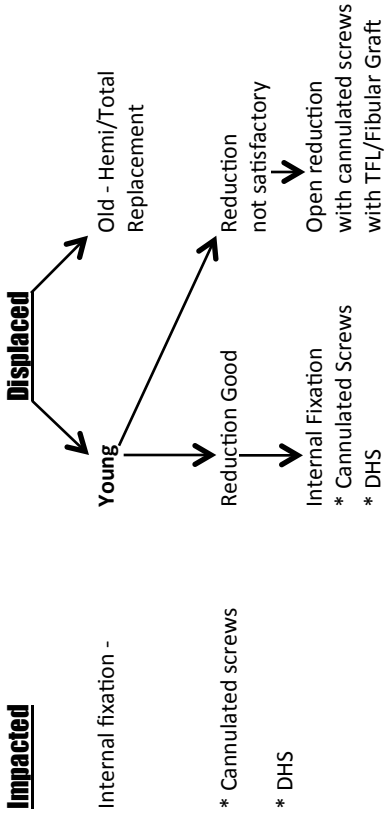 Impacted
Internal fixation -
* Cannulated screws
* DHS
Displaced
Young
Old - Hemi/Total
Replacement
Reduction Good
Reduction
not satisfactory
Internal Fixation
* Cannulated Screws
* DHS
Open reduction
with cannulated screws
with TFL/Fibular Graft